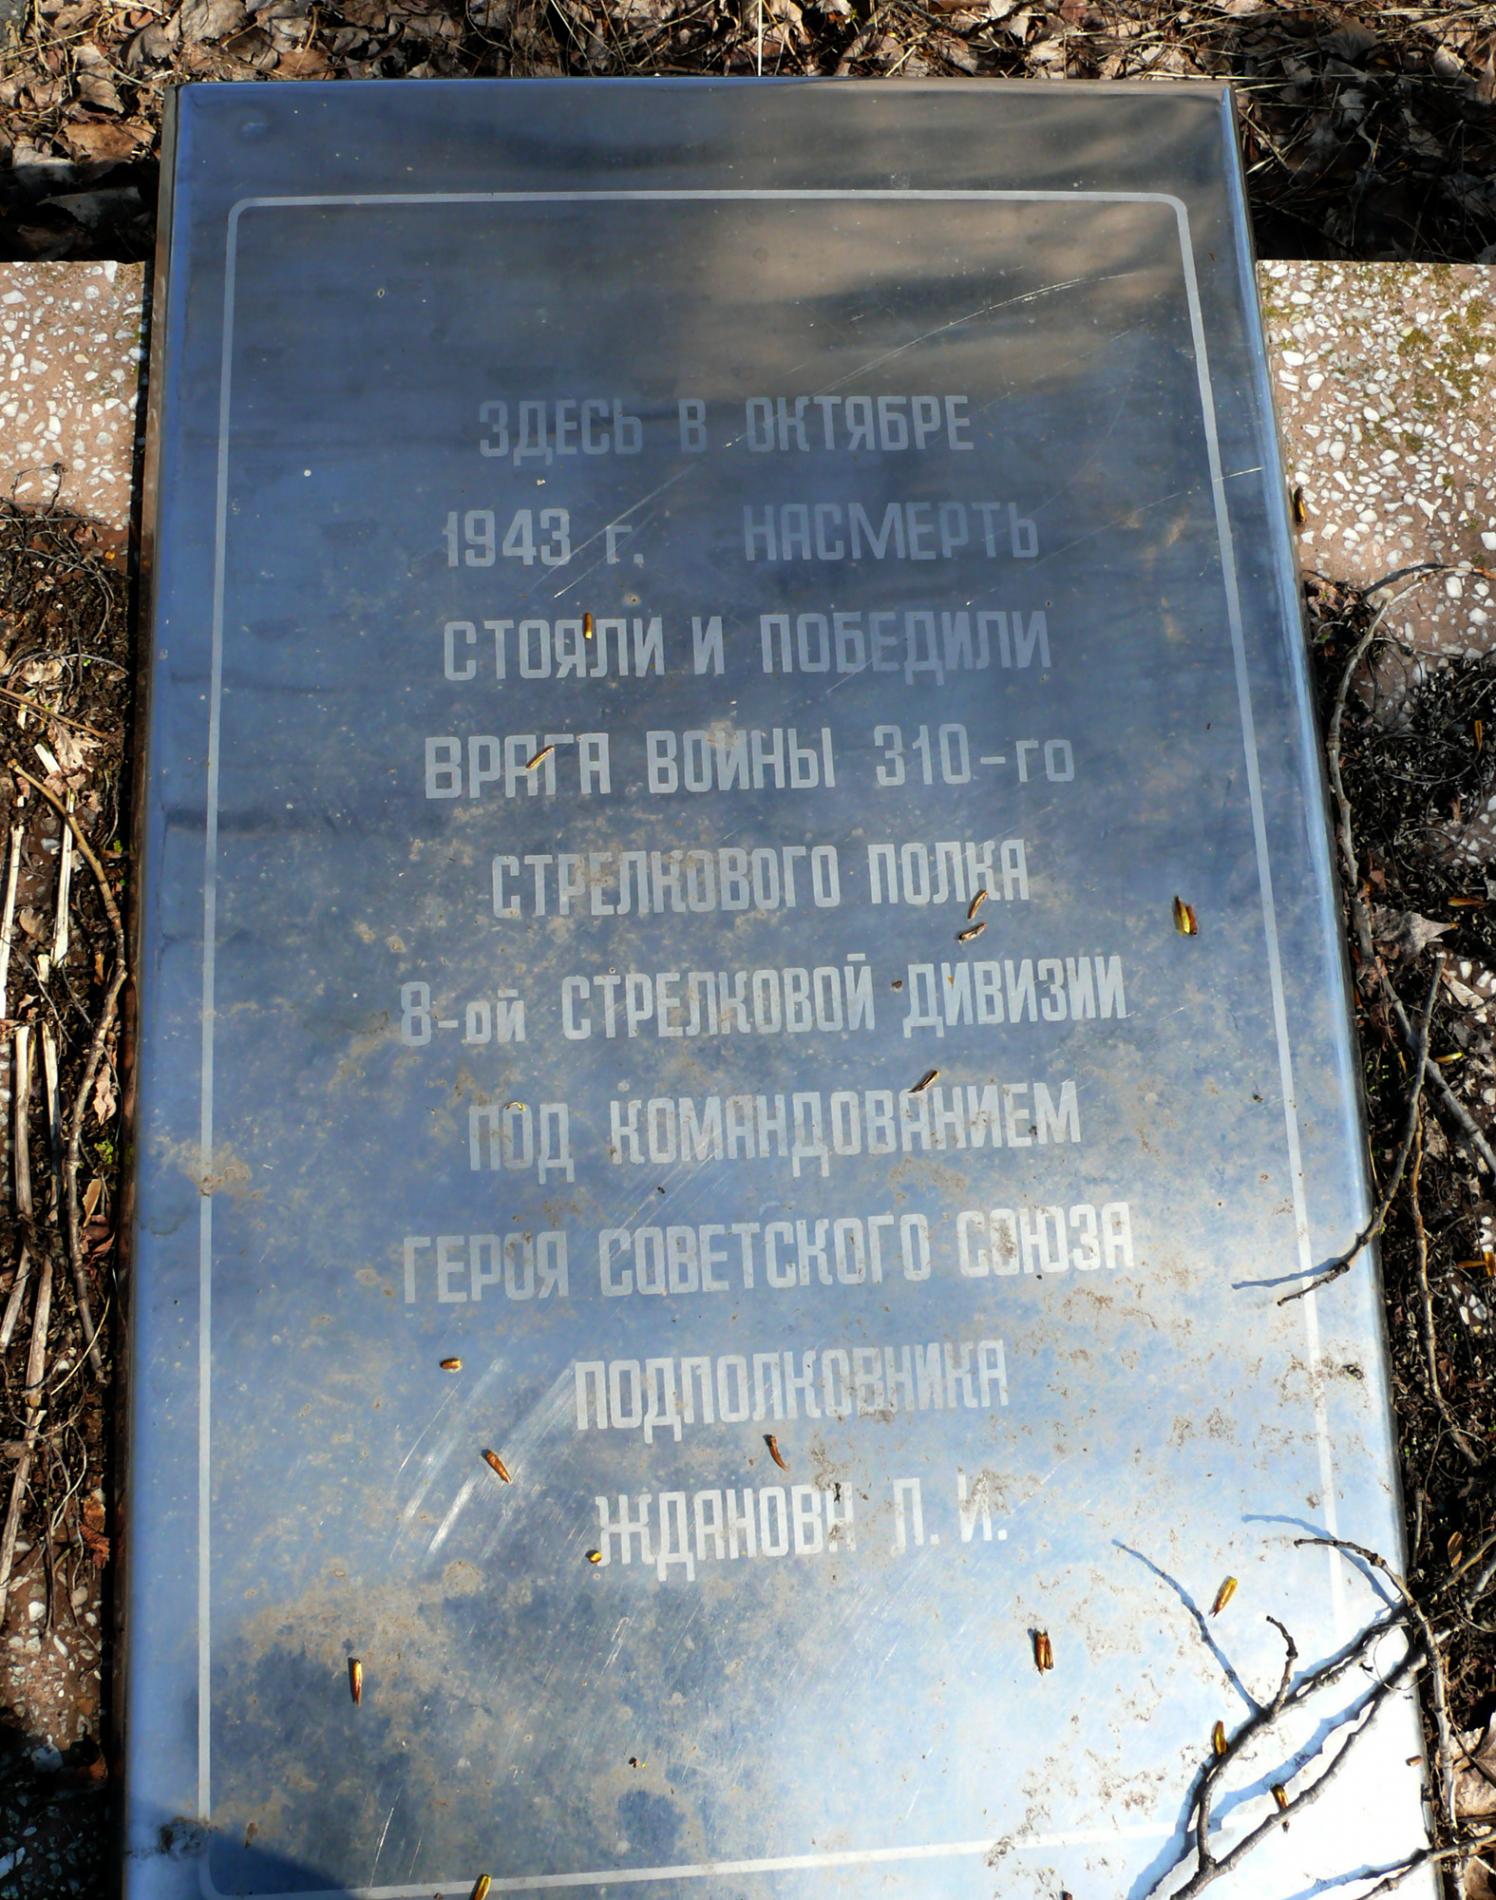 ЗДЕСЬ В ОКТЯБРЕ
1943 г. НАСМЕРТЬ
СТОЯЛИ И ПОБЕДИЛИ
ВРАГА ВОИНЫ 310-го
СТРЕЛКОВОГО ПОЛКА
8-ой СТРЕЛКОВОЙ ДИВИЗИИ
ПОД КОМАНДОВАНИЕМ
ГЕРОЯ СОВЕТСКОГО СОЮЗА
ПОДПОЛКОВНИКА
ЖДАНОВА Л. И.